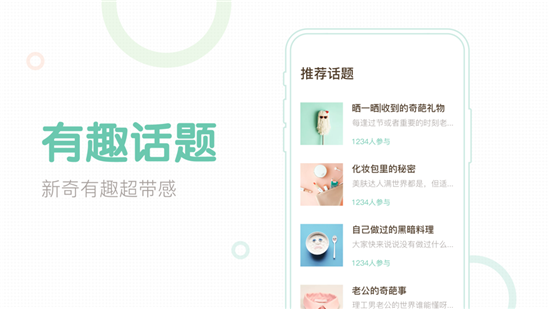 有趣话题
新奇有趣超带感
推荐话题
晒一晒|收到的奇葩礼物
每逢过节或者重要的时刻老...
1234人参与
化妆包里的秘密
美肤达人满世界都是，但适...
1234人参与
自己做过的黑暗料理
大家快来说说没有做过什么...
1234人参与
老公的奇葩事
理工男老公的世界谁能懂呀...